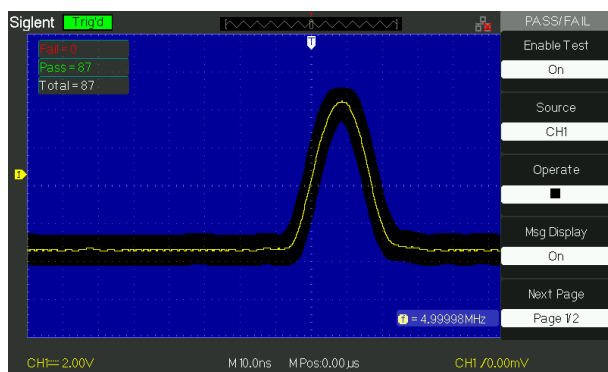 Siglent Trig'd
Fail=0
Pass=87
Total=87
T
PASS/FAIL
Enable Test
On
Source
CH1
Operate
■
Msg Display
On
Next Page
Page 1/2
f = 4.99998MHz
CH1 2.00V M 10.0ns M Pos:0.00µs CH1 /0.00mV